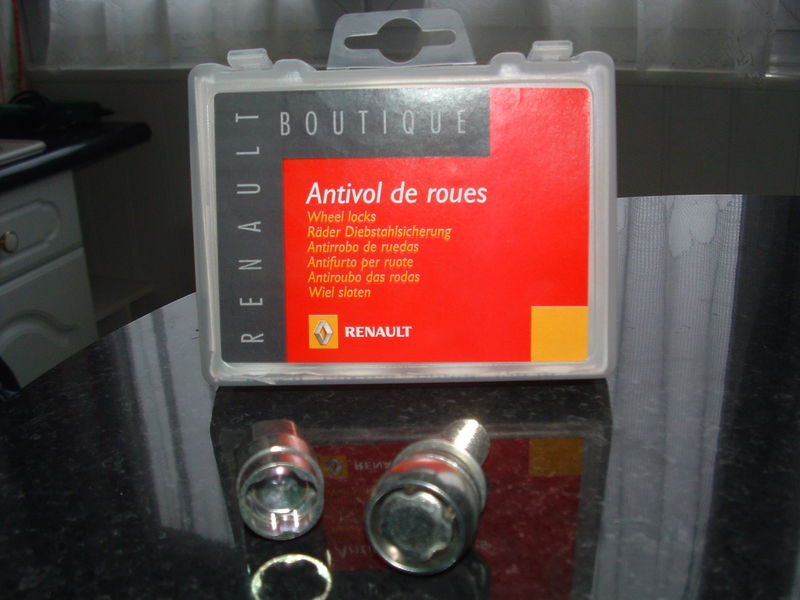 RENAULT
BOUTIQUE
Antivol de roues
Wheel locks
Räder Diebstahlsicherung
Antirrobo de ruedas
Antifurto per ruote
Antiroubo das rodas
Wiel sloten
RENAULT